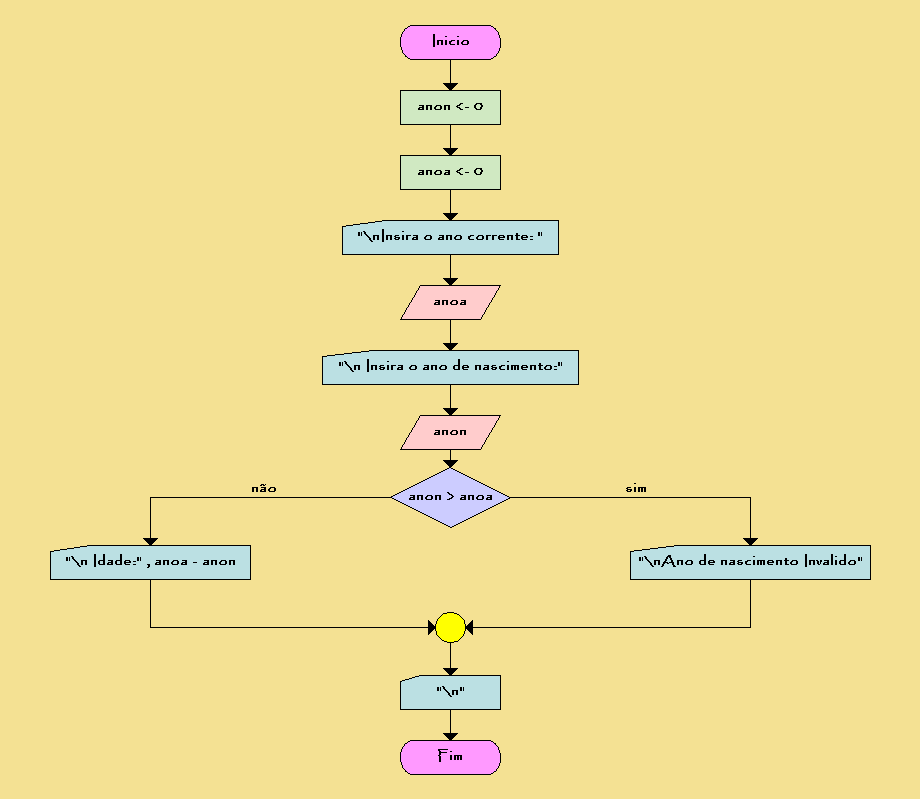 Inicio
anon <- 0
anoa <- 0
"\nInsira o ano corrente: "
anoa
"\n Insira o ano de nascimento:"
anon
anon > anoa
não
sim
"\n Idade:" , anoa - anon
"\nAno de nascimento Invalido"
"\n"
Fim